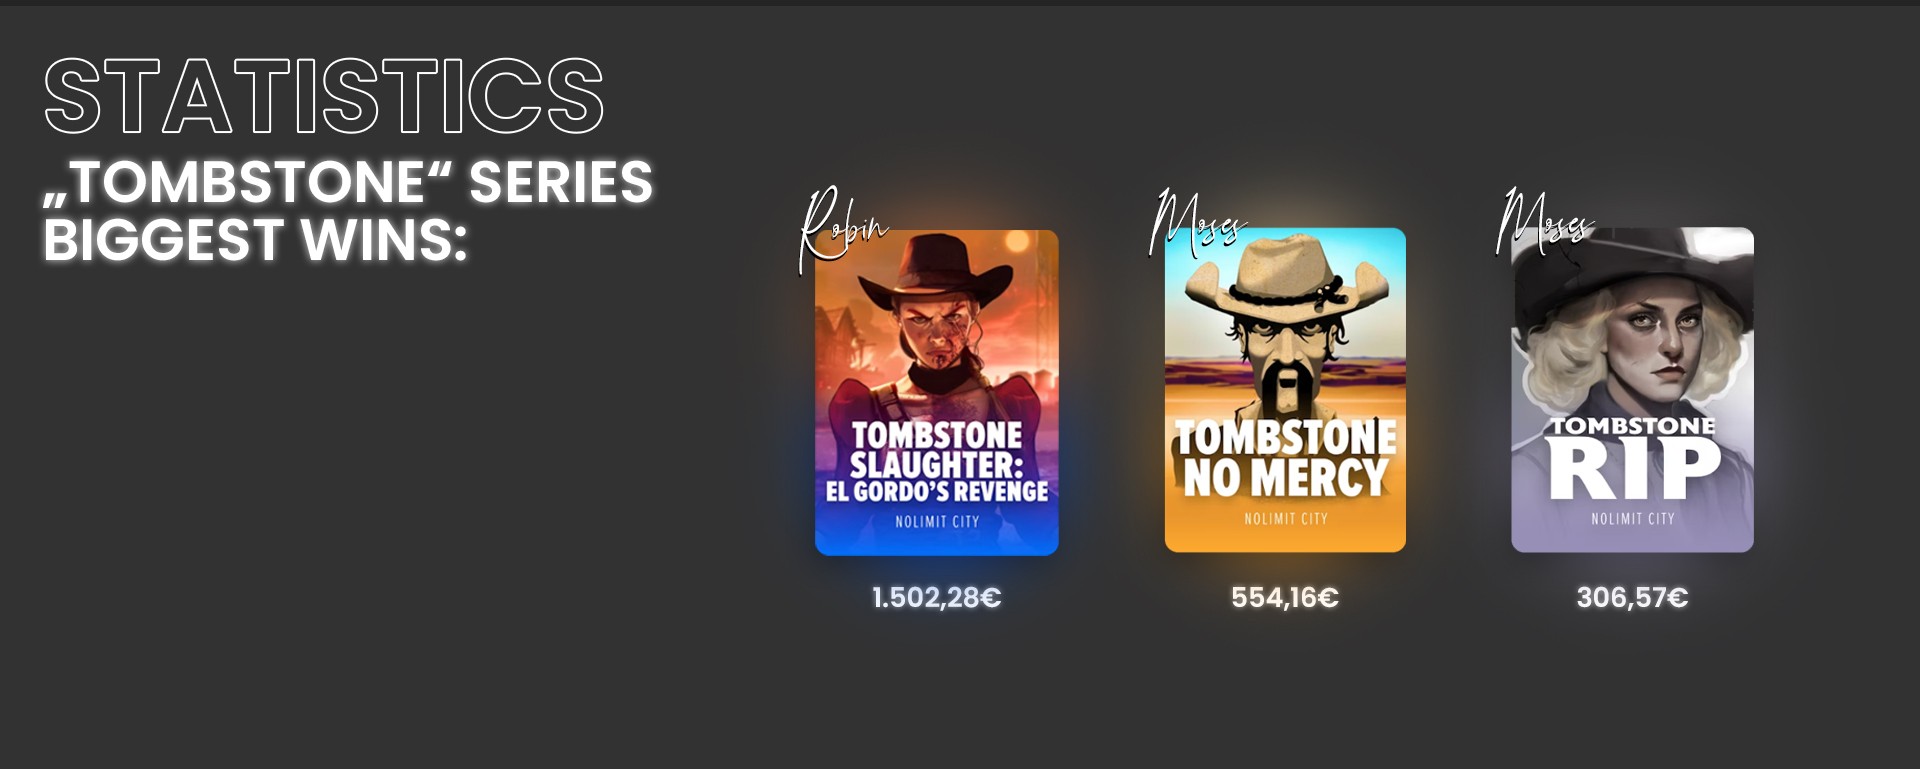 STATISTICS
„TOMBSTONE“ SERIES
BIGGEST WINS:
Robin
TOMBSTONE
SLAUGHTER:
EL GORDO'S REVENGE
NOLIMIT CITY
1.502,28€
Moses
TOMBSTONE
NO MERCY
NOLIMIT CITY
554,16€
Moses
TOMBSTONE
RIP
NOLIMIT CITY
306,57€